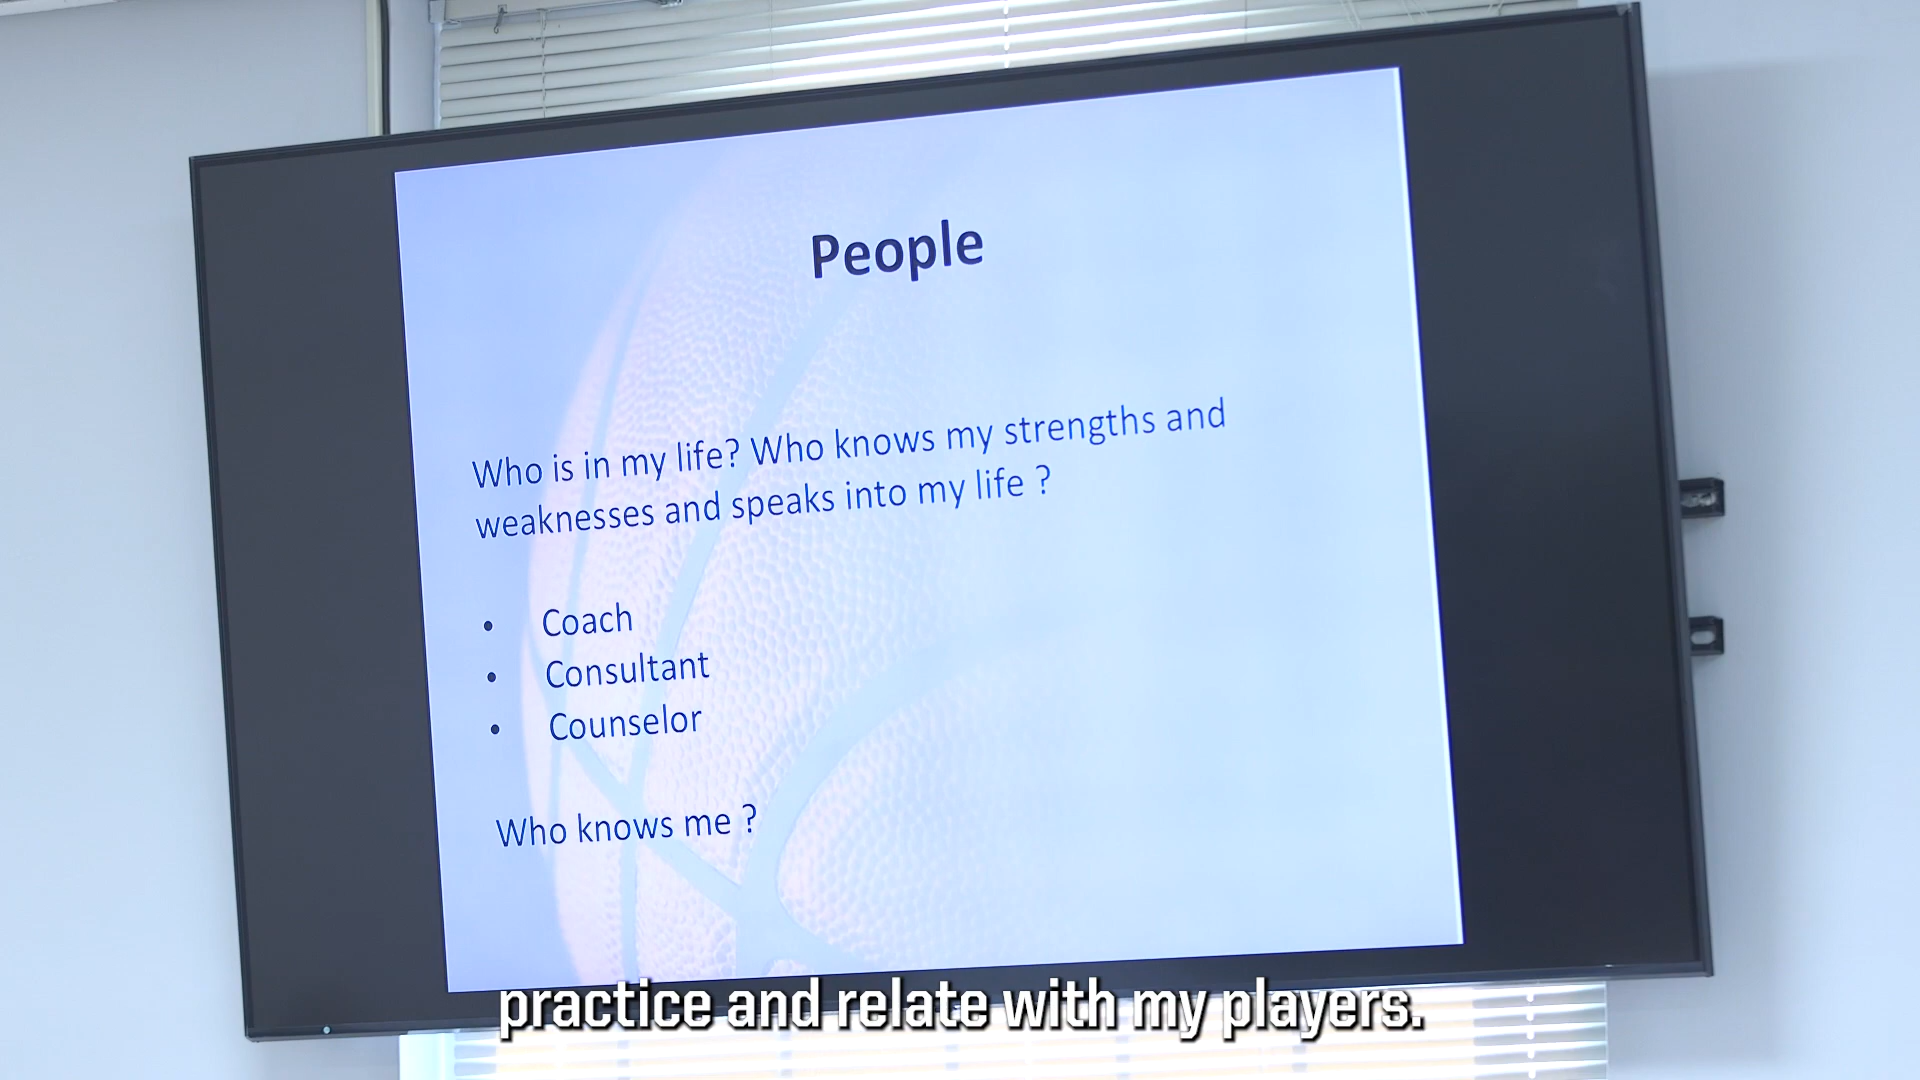 People
Who is in my life? Who knows my strengths and
weaknesses and speaks into my life ?
• Coach
• Consultant
• Counselor
Who knows me ?
practice and relate with my players.